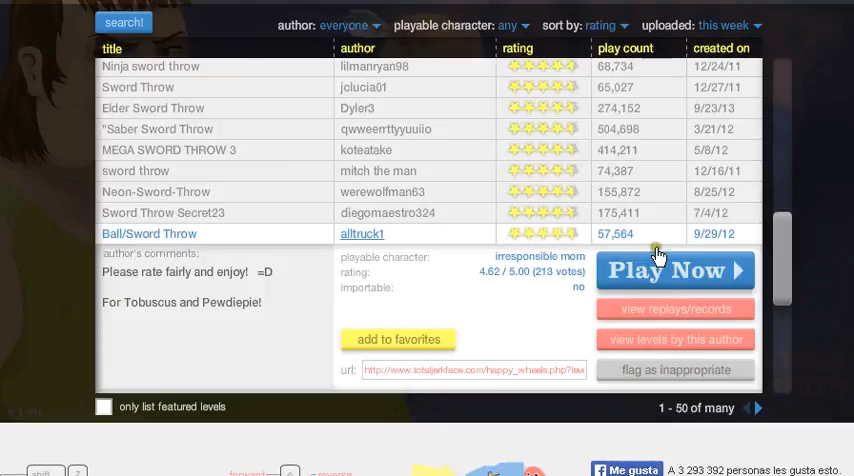 search! author: everyone playable character: any sort by: rating uploaded: this week
title author rating play count created on
Ninja sword throw lilmanryan98 68,734 12/24/11
Sword Throw jclucia01 65,027 12/27/11
Elder Sword Throw Dyler3 274,152 9/23/13
"Saber Sword Throw qwweerrttyyuuiio 504,698 3/21/12
MEGA SWORD THROW 3 koteatake 414,211 5/8/12
sword throw mitch the man 74,387 12/16/11
Neon-Sword-Throw werewolfman63 155,872 8/25/12
Sword Throw Secret23 diegomaestro324 175,411 7/4/12
Ball/Sword Throw alltruck1 57,564 9/29/12
author's comments:
Please rate fairly and enjoy! =D
For Tobuscus and Pewdiepie!
playable character: irresponsible mom
rating: 4.62 / 5.00 (213 votes)
importable: no
add to favorites
url: http://www.totaljerkface.com/happy_wheels.php?lev
Play Now
view replays/records
view levels by this author
flag as inappropriate
only list featured levels 1 - 50 of many
shift Z forward reverse
Me gusta A 3 293 392 personas les gusta esto.